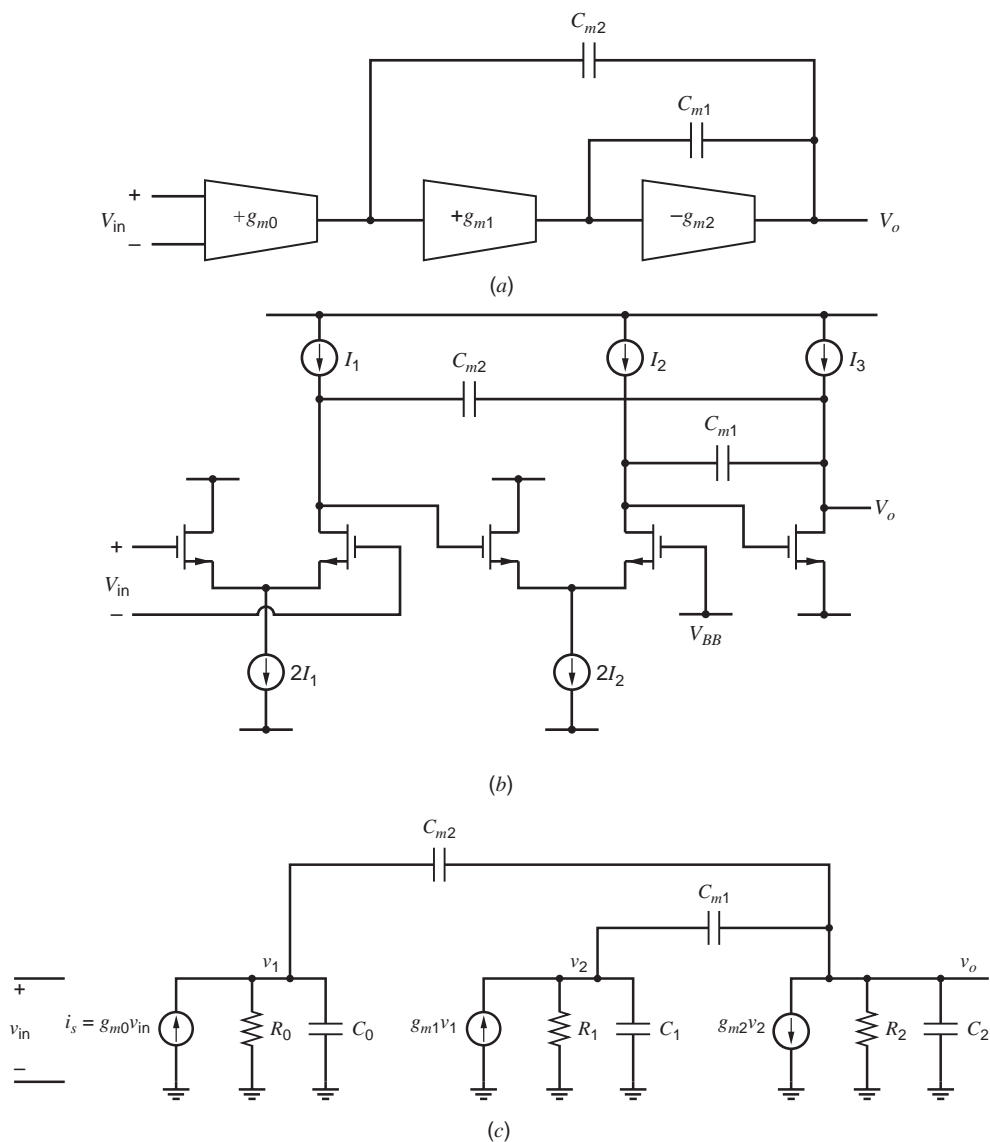 C_{m2}
C_{m1}
+
V_{in}
−
+g_{m0}
+g_{m1}
−g_{m2}
V_o
(a)
I_1
C_{m2}
I_2
I_3
C_{m1}
V_o
+
V_{in}
−
V_{BB}
2I_1
2I_2
(b)
C_{m2}
C_{m1}
v_1
v_2
v_o
+
v_{in}
−
i_s = g_{m0}v_{in}
R_0
C_0
g_{m1}v_1
R_1
C_1
g_{m2}v_2
R_2
C_2
(c)